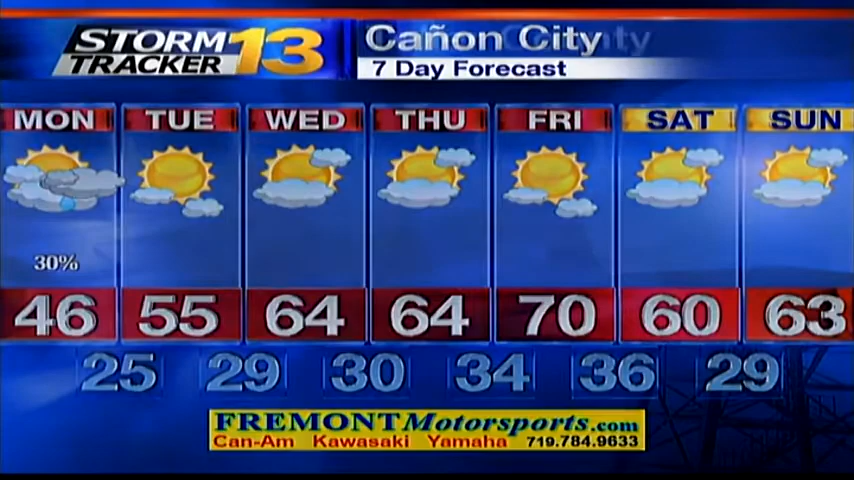 STORM TRACKER 13
Cañon City
7 Day Forecast
MON TUE WED THU FRI SAT SUN
30%
46 55 64 64 70 60 63
25 29 30 34 36 29
FREMONTMotorsports.com
Can-Am Kawasaki Yamaha 719.784.9633